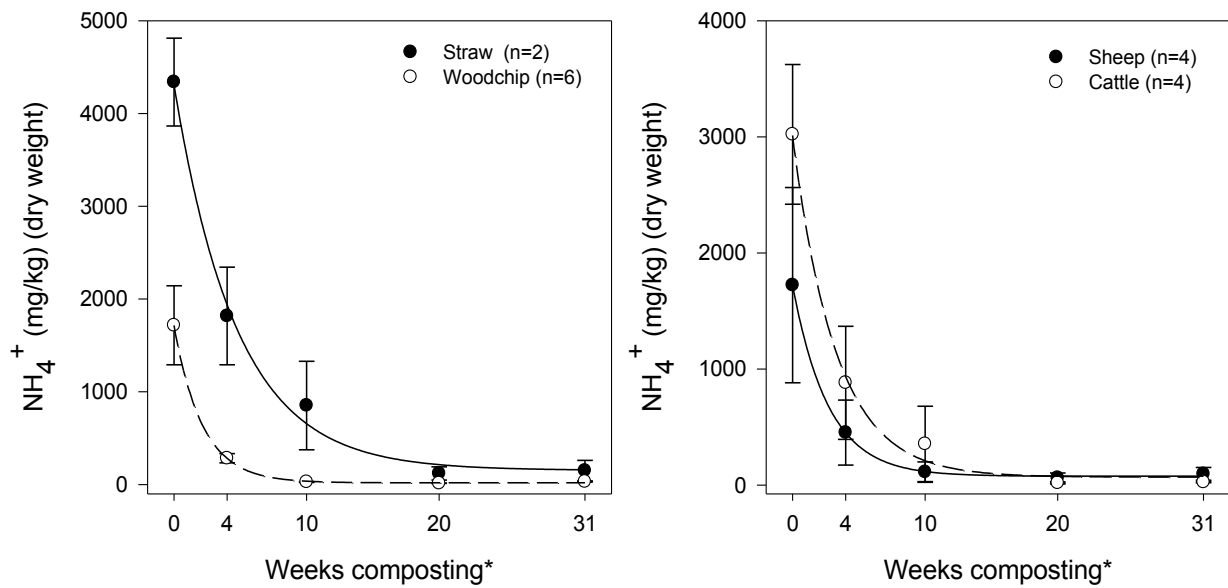 5000
4000
3000
2000
1000
0
NH4+ (mg/kg) (dry weight)
Straw (n=2)
Woodchip (n=6)
0 4 10 20 31
Weeks composting*
4000
3000
2000
1000
0
NH4+ (mg/kg) (dry weight)
Sheep (n=4)
Cattle (n=4)
0 4 10 20 31
Weeks composting*